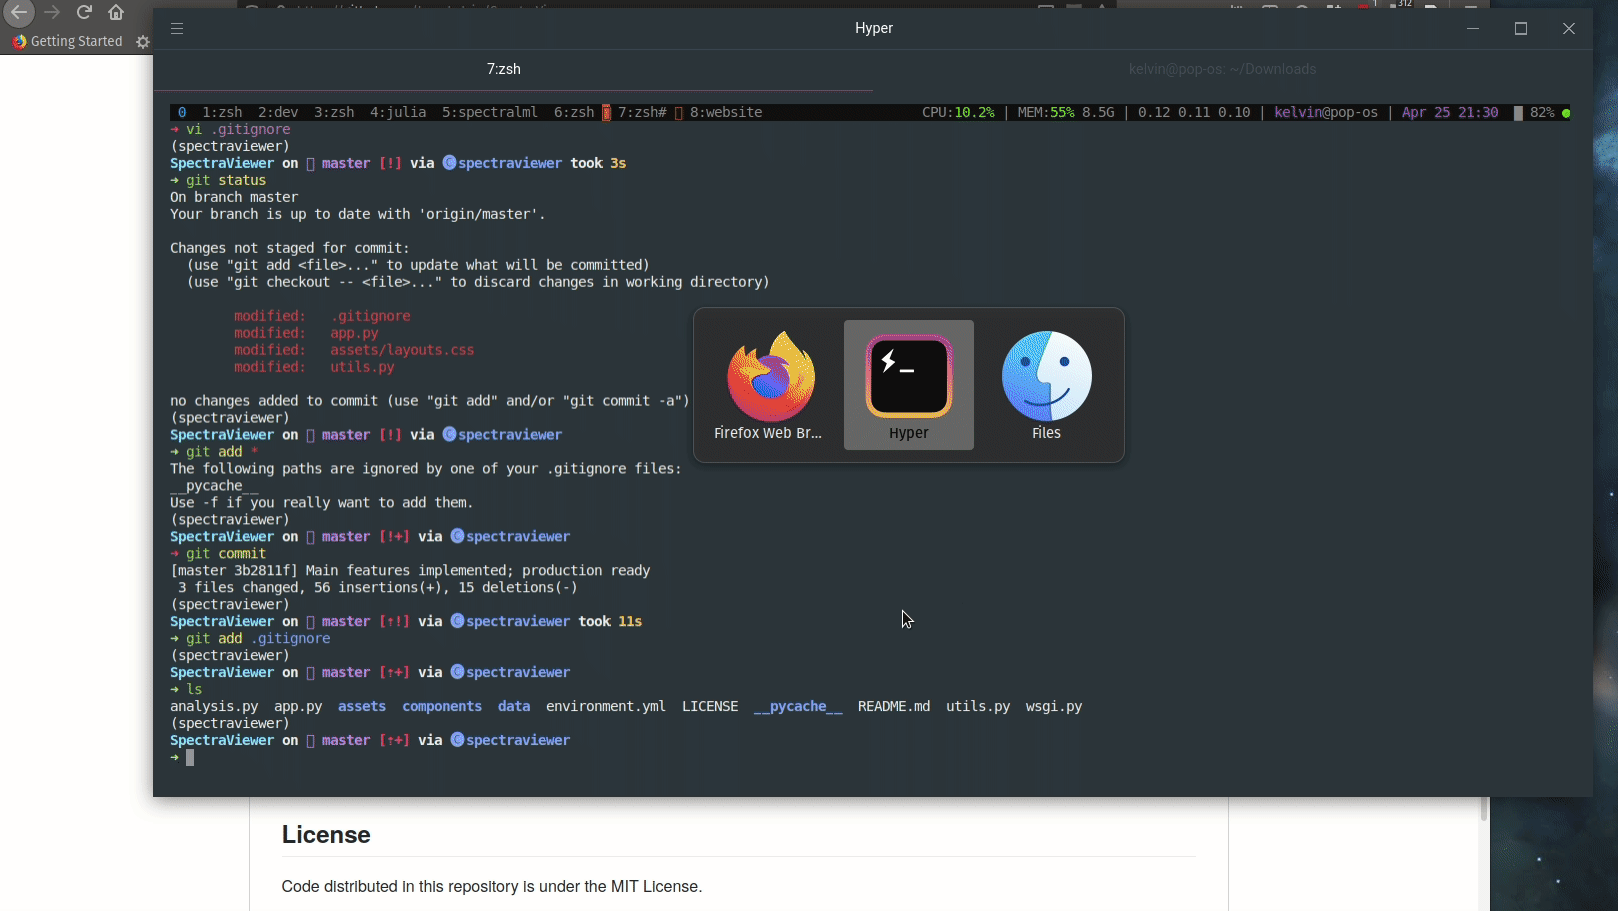 Hyper
Getting Started
7:zsh
kelvin@pop-os: ~/Downloads
0 1:zsh 2:dev 3:zsh 4:julia 5:spectralml 6:zsh 7:zsh# 8:website CPU:10.2% | MEM:55% 8.5G | 0.12 0.11 0.10 | kelvin@pop-os | Apr 25 21:30 82%
➜ vi .gitignore
(spectraviewer)
SpectraViewer on master [!] via Ⓒ spectraviewer took 3s
➜ git status
On branch master
Your branch is up to date with 'origin/master'.
Changes not staged for commit:
(use "git add <file>..." to update what will be committed)
(use "git checkout -- <file>..." to discard changes in working directory)
modified: .gitignore
modified: app.py
modified: assets/layouts.css
modified: utils.py
no changes added to commit (use "git add" and/or "git commit -a")
(spectraviewer)
SpectraViewer on master [!] via Ⓒ spectraviewer
➜ git add *
The following paths are ignored by one of your .gitignore files:
__pycache__
Use -f if you really want to add them.
(spectraviewer)
SpectraViewer on master [!+] via Ⓒ spectraviewer
➜ git commit
[master 3b2811f] Main features implemented; production ready
3 files changed, 56 insertions(+), 15 deletions(-)
(spectraviewer)
SpectraViewer on master [⇡!] via Ⓒ spectraviewer took 11s
➜ git add .gitignore
(spectraviewer)
SpectraViewer on master [⇡+] via Ⓒ spectraviewer
➜ ls
analysis.py app.py assets components data environment.yml LICENSE __pycache__ README.md utils.py wsgi.py
(spectraviewer)
SpectraViewer on master [⇡+] via Ⓒ spectraviewer
➜
Firefox Web Br...
Hyper
Files
License
Code distributed in this repository is under the MIT License.